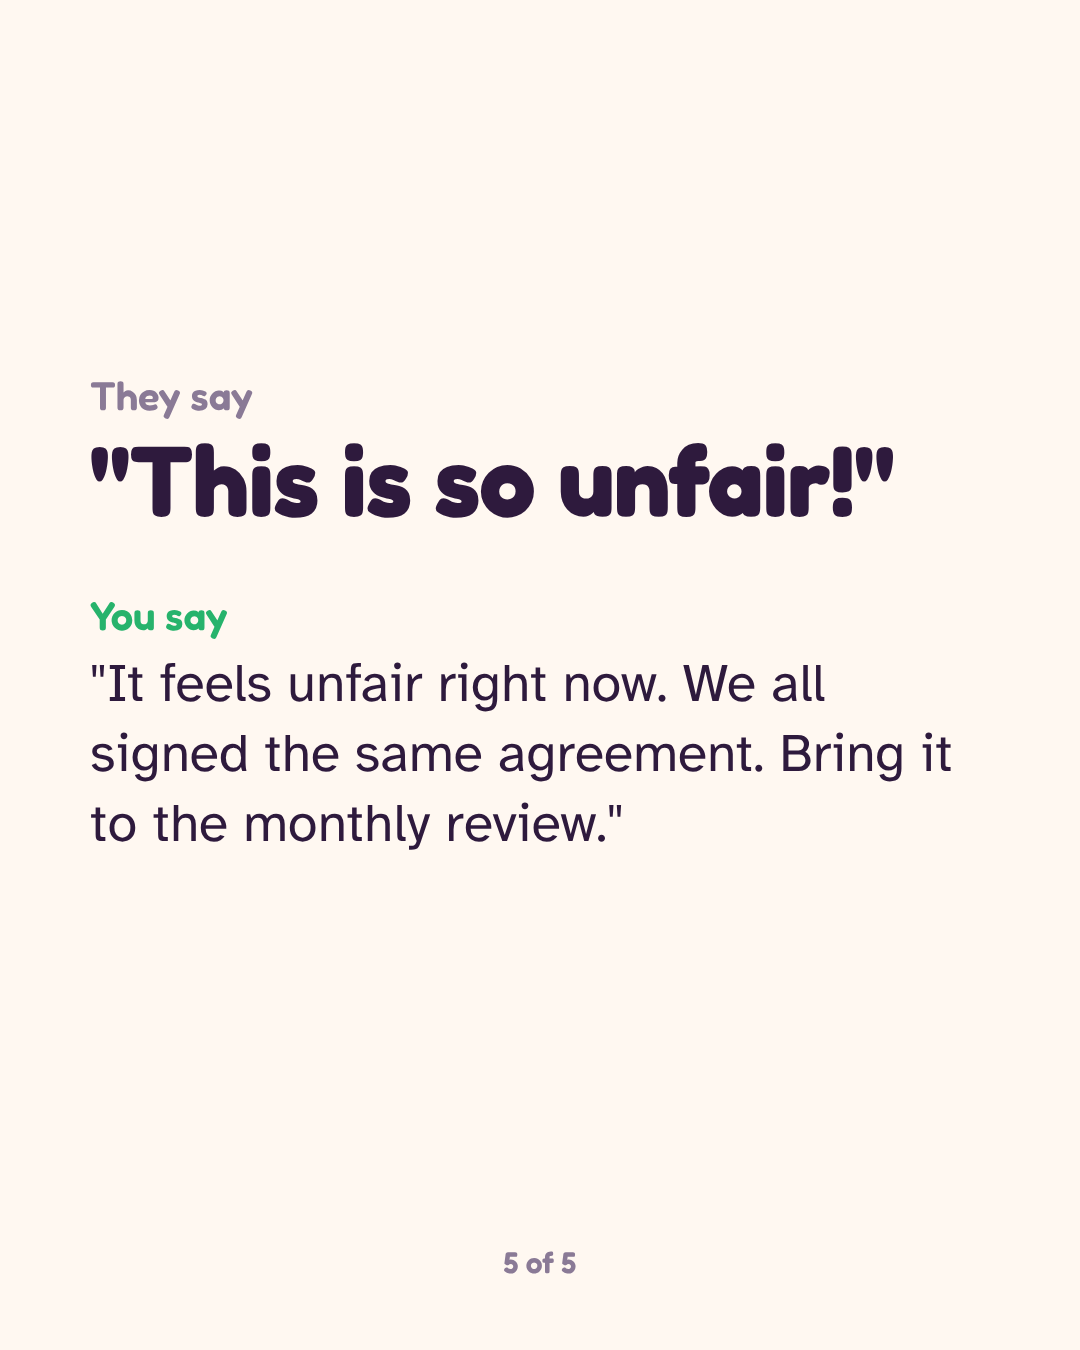 They say
"This is so unfair!"
You say
"It feels unfair right now. We all
signed the same agreement. Bring it
to the monthly review."
5 of 5